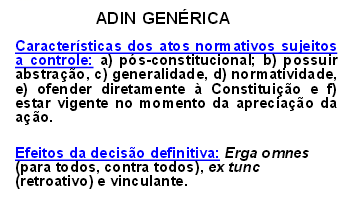 ADIN GENÉRICA
Características dos atos normativos sujeitos
a controle: a) pós-constitucional; b) possuir
abstração, c) generalidade, d) normatividade,
e) ofender diretamente à Constituição e f)
estar vigente no momento da apreciação da
ação.
Efeitos da decisão definitiva: Erga omnes
(para todos, contra todos), ex tunc
(retroativo) e vinculante.